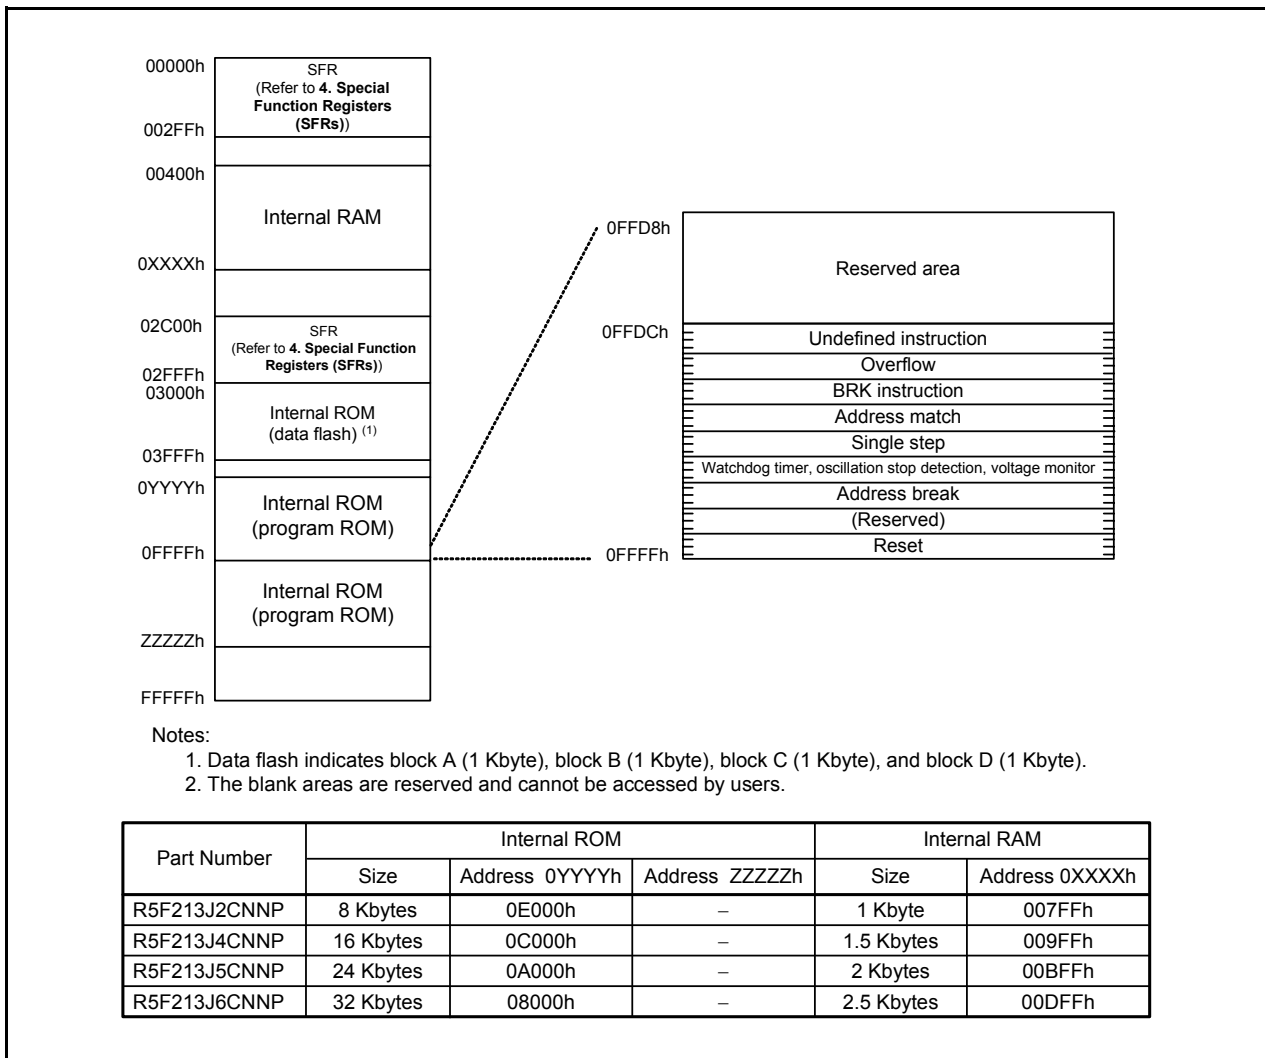 00000h
SFR
(Refer to 4. Special
Function Registers
(SFRs))
002FFh
00400h
Internal RAM
0XXXXh
02C00h
SFR
(Refer to 4. Special Function
Registers (SFRs))
02FFFh
03000h
Internal ROM
(data flash) (1)
03FFFh
0YYYYh
Internal ROM
(program ROM)
0FFFFh
Internal ROM
(program ROM)
ZZZZZh
FFFFFh
0FFD8h
Reserved area
0FFDCh
Undefined instruction
Overflow
BRK instruction
Address match
Single step
Watchdog timer, oscillation stop detection, voltage monitor
Address break
(Reserved)
Reset
0FFFFh
Notes:
1. Data flash indicates block A (1 Kbyte), block B (1 Kbyte), block C (1 Kbyte), and block D (1 Kbyte).
2. The blank areas are reserved and cannot be accessed by users.
Part Number Internal ROM Internal RAM
Size Address 0YYYYh Address ZZZZZh Size Address 0XXXXh
R5F213J2CNNP 8 Kbytes 0E000h – 1 Kbyte 007FFh
R5F213J4CNNP 16 Kbytes 0C000h – 1.5 Kbytes 009FFh
R5F213J5CNNP 24 Kbytes 0A000h – 2 Kbytes 00BFFh
R5F213J6CNNP 32 Kbytes 08000h – 2.5 Kbytes 00DFFh